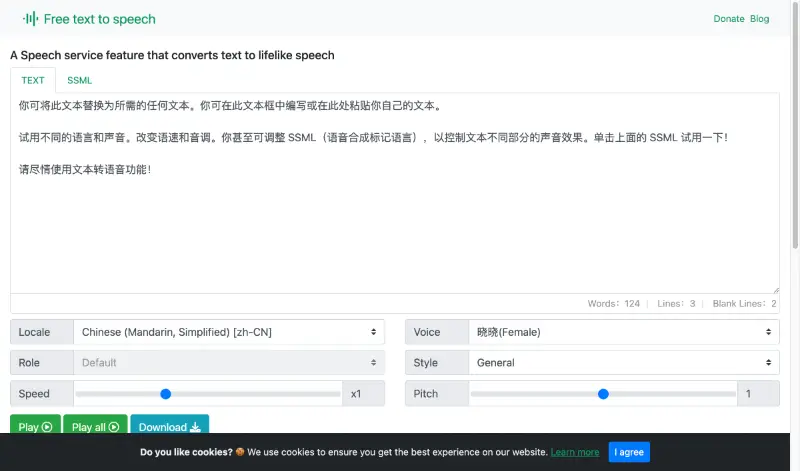 Free text to speech
Donate Blog
A Speech service feature that converts text to lifelike speech
TEXT SSML
你可将此文本替换为所需的任何文本。你可在此文本框中编写或在此处粘贴你自己的文本。
试用不同的语言和声音。改变语速和音调。你甚至可调整 SSML（语音合成标记语言），以控制文本不同部分的声音效果。单击上面的 SSML 试用一下！
请尽情使用文本转语音功能！
Words: 124 | Lines: 3 | Blank Lines: 2
Locale Chinese (Mandarin, Simplified) [zh-CN] Voice 晓晓(Female)
Role Default Style General
Speed x1 Pitch 1
Play Play all Download
Do you like cookies? 🍪 We use cookies to ensure you get the best experience on our website. Learn more I agree